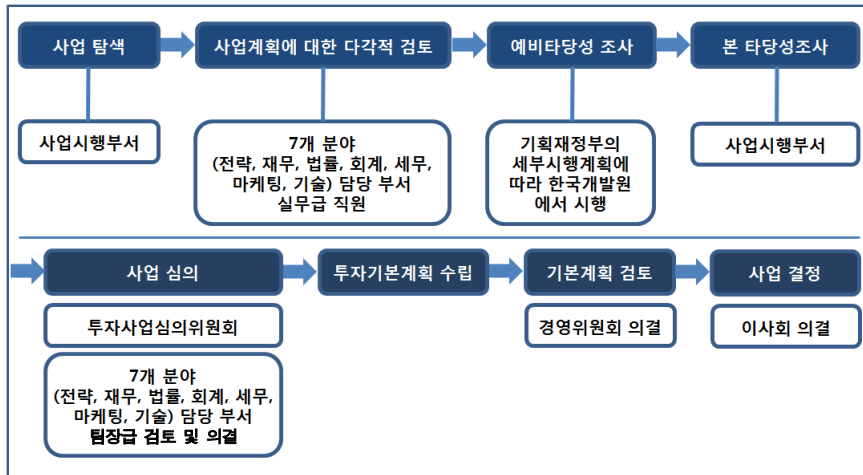 사업 탐색
사업계획에 대한 다각적 검토
예비타당성 조사
본 타당성조사
사업시행부서
7개 분야
(전략, 재무, 법률, 회계, 세무,
마케팅, 기술) 담당 부서
실무급 직원
기획재정부의
세부시행계획에
따라 한국개발원
에서 시행
사업시행부서
사업 심의
투자기본계획 수립
기본계획 검토
사업 결정
투자사업심의위원회
경영위원회 의결
이사회 의결
7개 분야
(전략, 재무, 법률, 회계, 세무,
마케팅, 기술) 담당 부서
팀장급 검토 및 의결